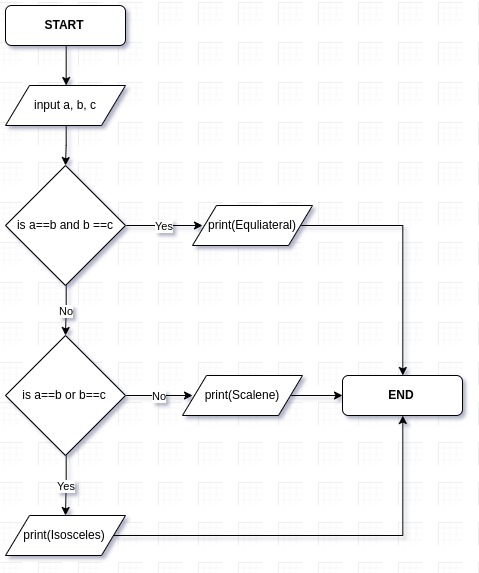 START
input a, b, c
is a==b and b ==c
Yes
print(Equliateral)
No
is a==b or b==c
No
print(Scalene)
END
Yes
print(Isosceles)